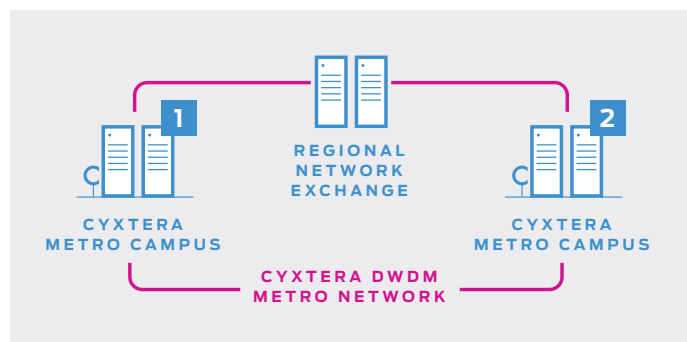 1
2
REGIONAL
NETWORK
EXCHANGE
CYXTERA
METRO CAMPUS
CYXTERA
METRO CAMPUS
CYXTERA DWDM
METRO NETWORK